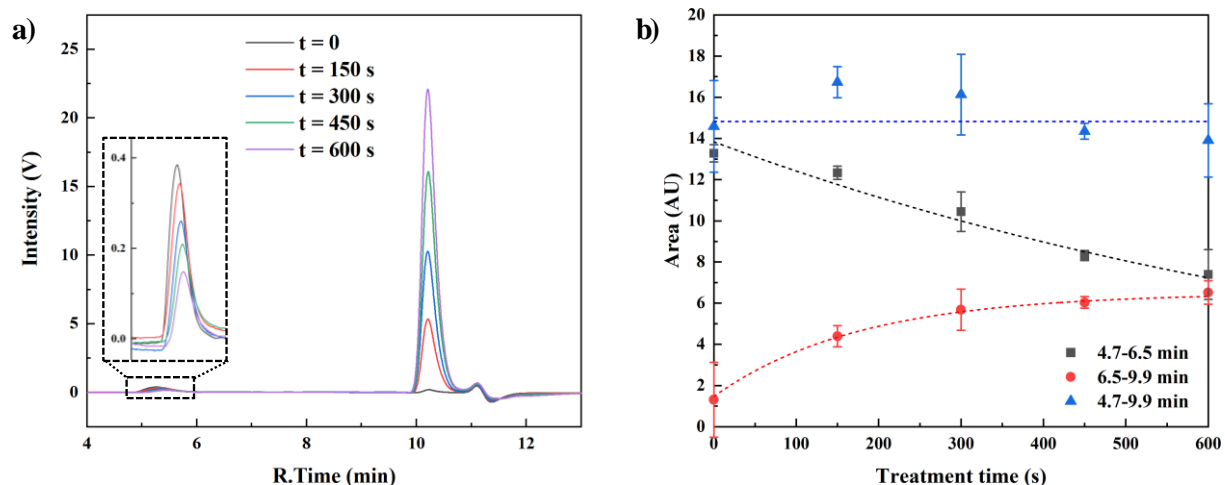 a)
Intensity (V)
25
20
15
10
5
0
4
6
8
10
12
R.Time (min)
t = 0
t = 150 s
t = 300 s
t = 450 s
t = 600 s
0.4
0.2
0.0
b)
Area (AU)
20
18
16
14
12
10
8
6
4
2
0
0
100
200
300
400
500
600
Treatment time (s)
4.7-6.5 min
6.5-9.9 min
4.7-9.9 min